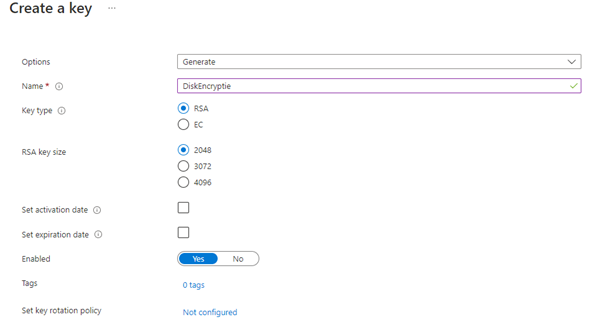 Create a key ...
Options Generate
Name * DiskEncryptie
Key type RSA
EC
RSA key size 2048
3072
4096
Set activation date
Set expiration date
Enabled Yes No
Tags 0 tags
Set key rotation policy Not configured